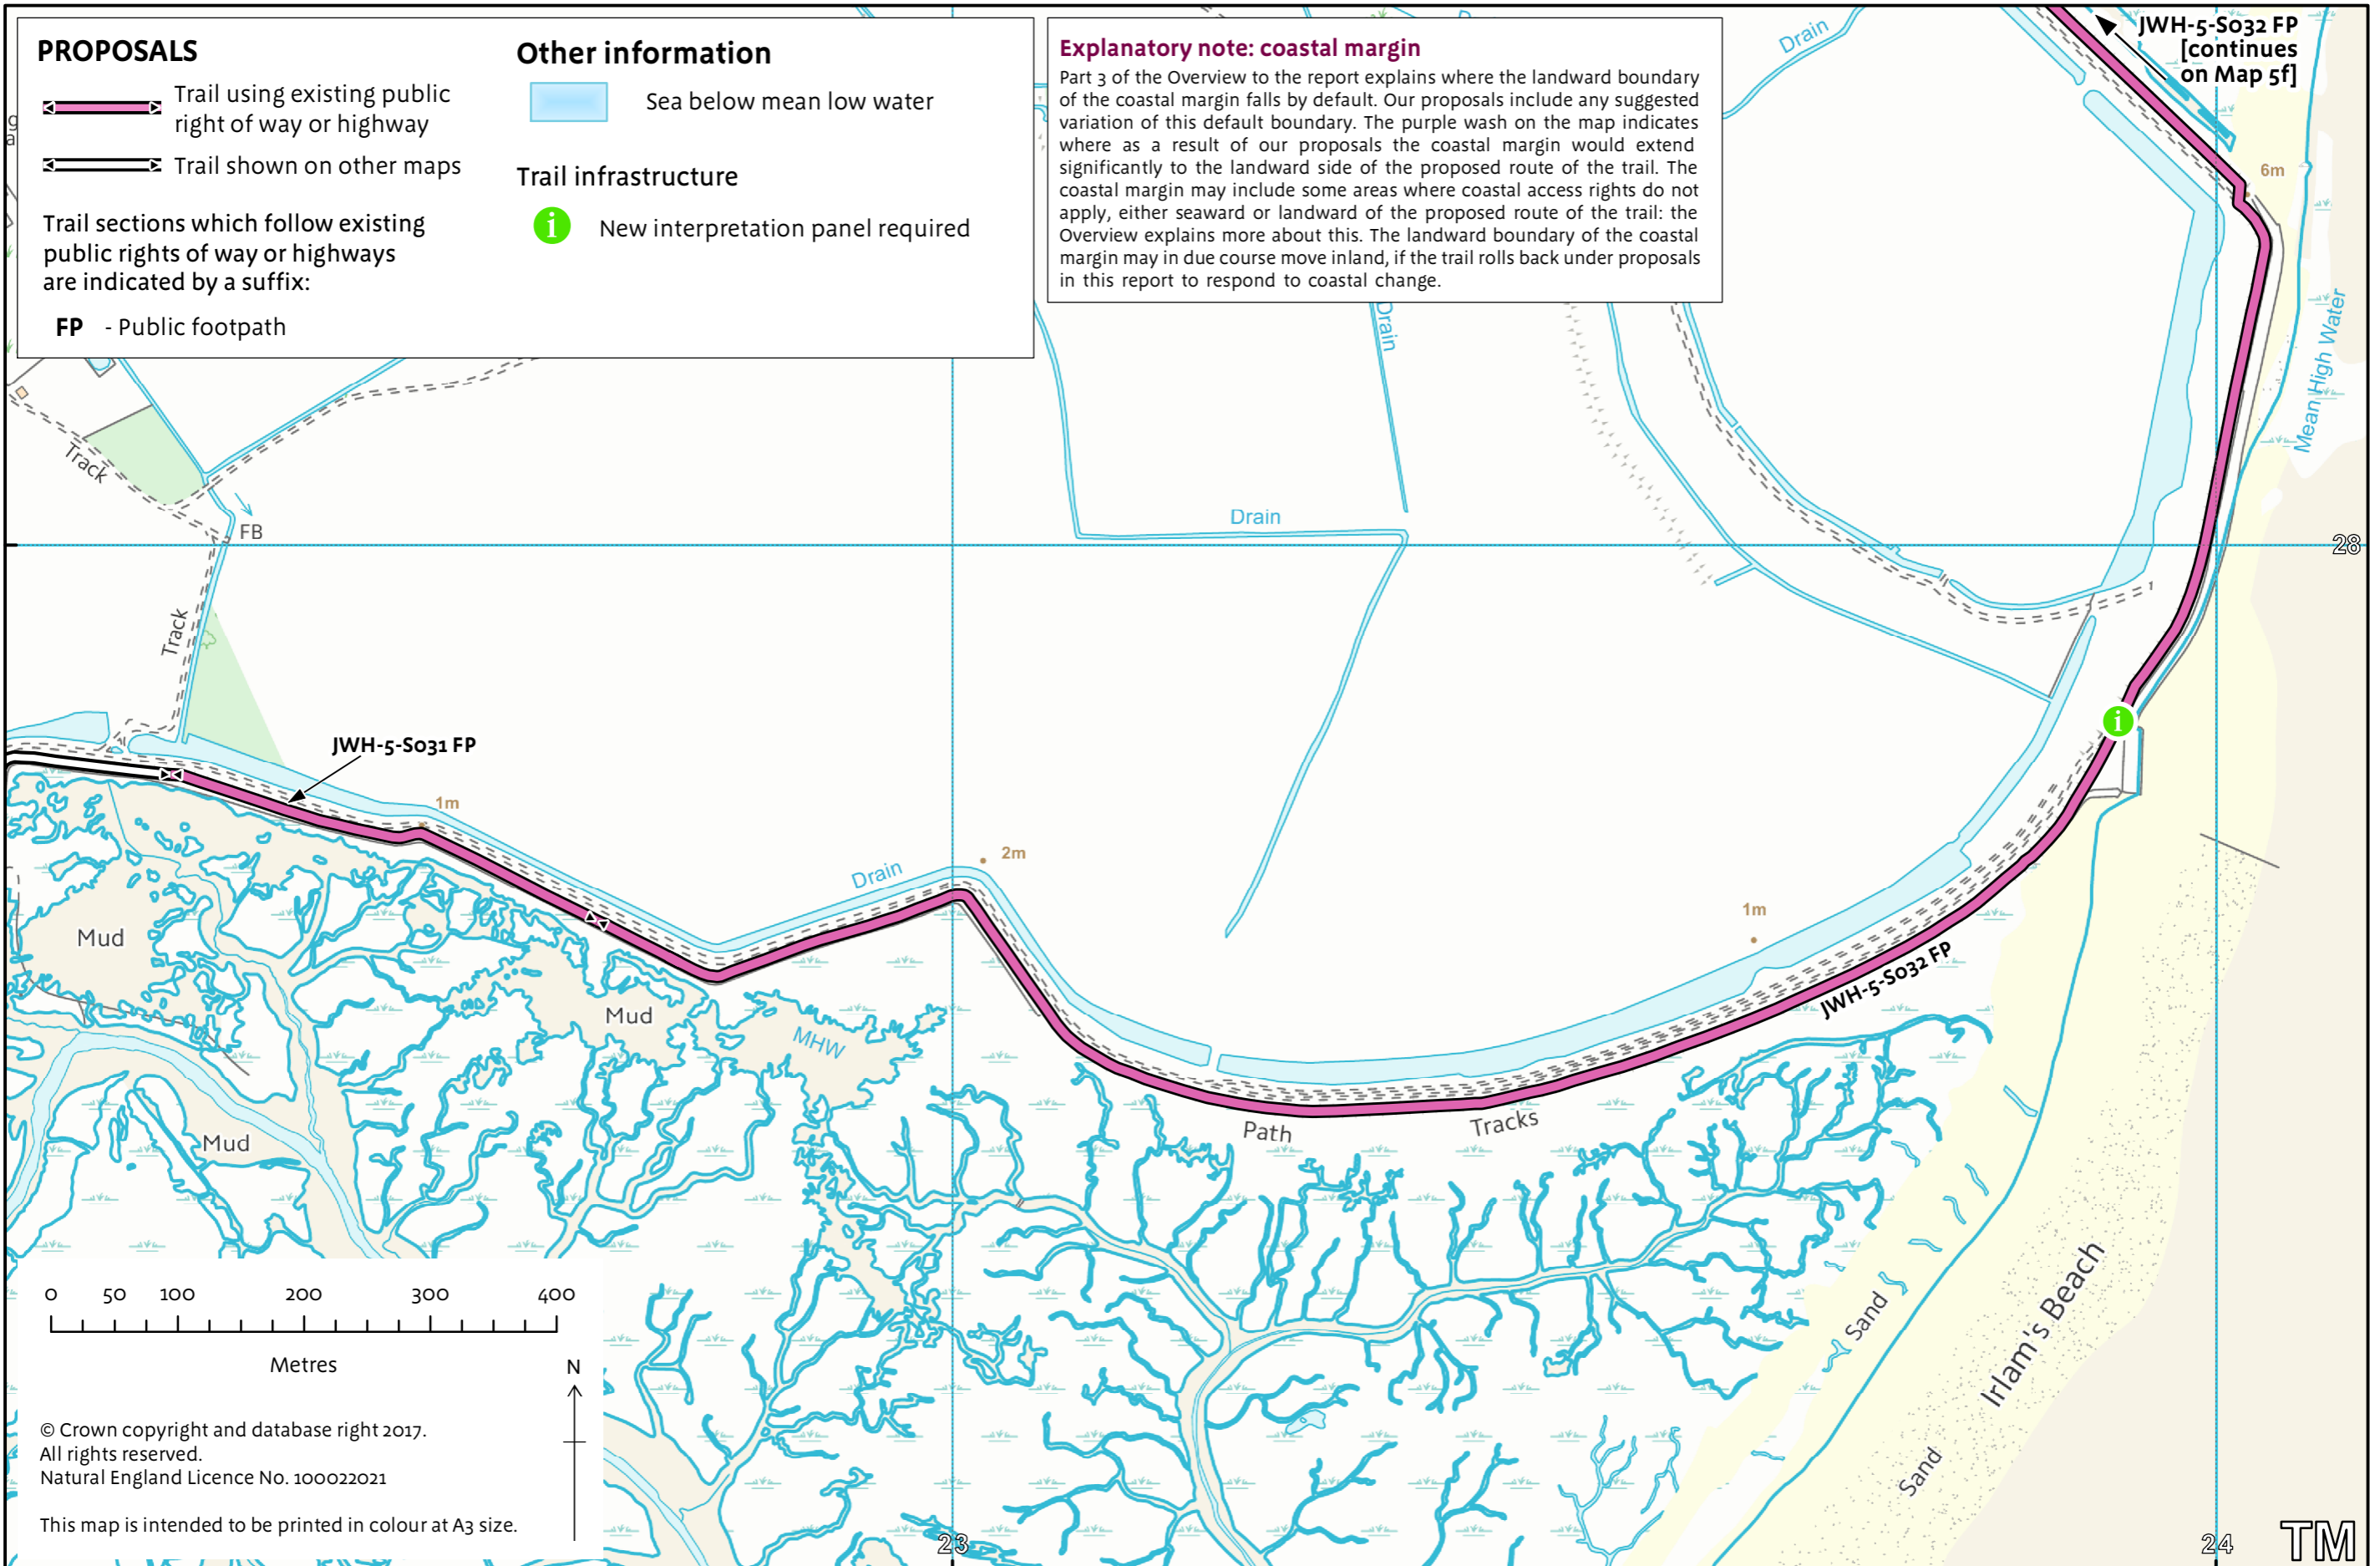 PROPOSALS
Trail using existing public
right of way or highway
Trail shown on other maps
Trail sections which follow existing
public rights of way or highways
are indicated by a suffix:
FP - Public footpath
Other information
Sea below mean low water
Trail infrastructure
i New interpretation panel required
Explanatory note: coastal margin
Part 3 of the Overview to the report explains where the landward boundary
of the coastal margin falls by default. Our proposals include any suggested
variation of this default boundary. The purple wash on the map indicates
where as a result of our proposals the coastal margin would extend
significantly to the landward side of the proposed route of the trail. The
coastal margin may include some areas where coastal access rights do not
apply, either seaward or landward of the proposed route of the trail: the
Overview explains more about this. The landward boundary of the coastal
margin may in due course move inland, if the trail rolls back under proposals
in this report to respond to coastal change.
Drain
JWH-5-S032 FP
[continues
on Map 5f]
6m
Mean High Water
Drain
Track
FB
Drain
28
Track
i
JWH-5-S031 FP
1m
2m
Drain
1m
Mud
JWH-5-S032 FP
Mud
MHW
Path
Tracks
Mud
Sand
Irlam's Beach
Sand
0 50 100 200 300 400
Metres
N
© Crown copyright and database right 2017.
All rights reserved.
Natural England Licence No. 100022021
This map is intended to be printed in colour at A3 size.
23
24
TM